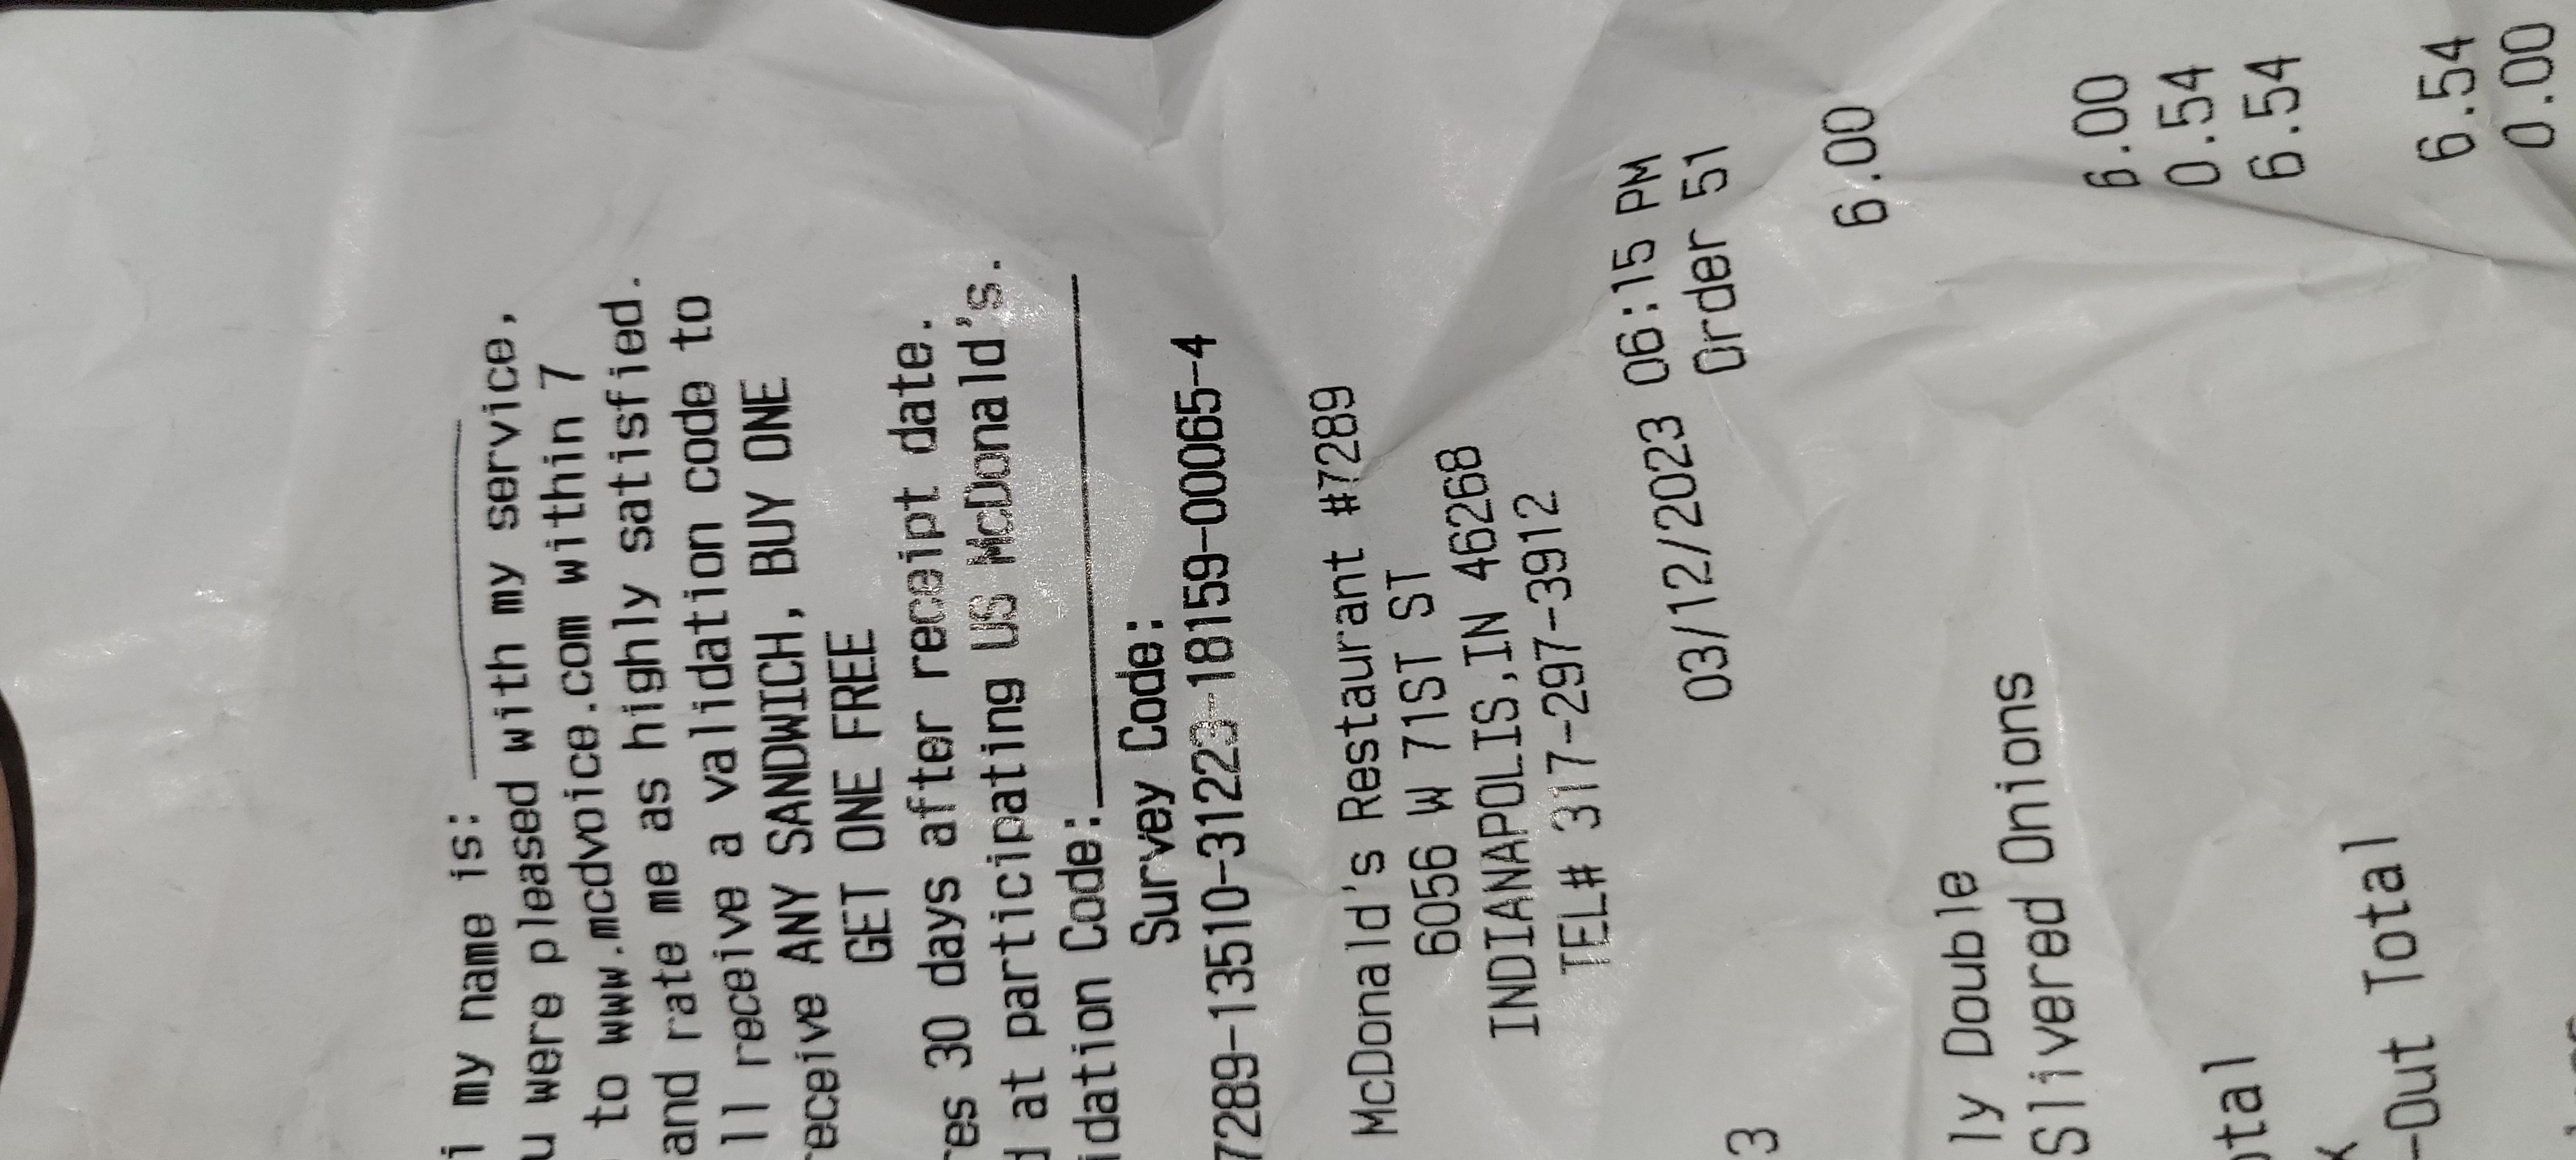 i my name is:
u were pleased with my service,
to www.mcdvoice.com within 7
and rate me as highly satisfied.
ll receive a validation code to
eceive ANY SANDWICH, BUY ONE
GET ONE FREE
res 30 days after receipt date.
d at participating US McDonald's.
idation Code:
Survey Code:
7289-13510-31223-18159-00065-4
McDonald's Restaurant #7289
6056 W 71ST ST
INDIANAPOLIS,IN 46268
TEL# 317-297-3912
03/12/2023 06:15 PM
3 Order 51
6.00
ly Double
Slivered Onions
otal 6.00
x 0.54
-Out Total 6.54
6.54
0.00